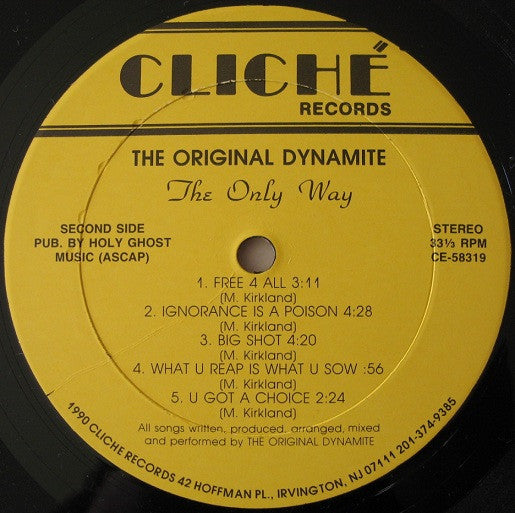 CLICHÉ
RECORDS
THE ORIGINAL DYNAMITE
The Only Way
SECOND SIDE
PUB. BY HOLY GHOST
MUSIC (ASCAP)
STEREO
33⅓ RPM
CE-58319
1. FREE 4 ALL 3:11
(M. Kirkland)
2. IGNORANCE IS A POISON 4:28
(M. Kirkland)
3. BIG SHOT 4:20
(M. Kirkland)
4. WHAT U REAP IS WHAT U SOW :56
(M. Kirkland)
5. U GOT A CHOICE 2:24
(M. Kirkland)
All songs written, produced, arranged, mixed
and performed by THE ORIGINAL DYNAMITE
1990 CLICHE RECORDS 42 HOFFMAN PL., IRVINGTON, NJ 07111 201-374-9385